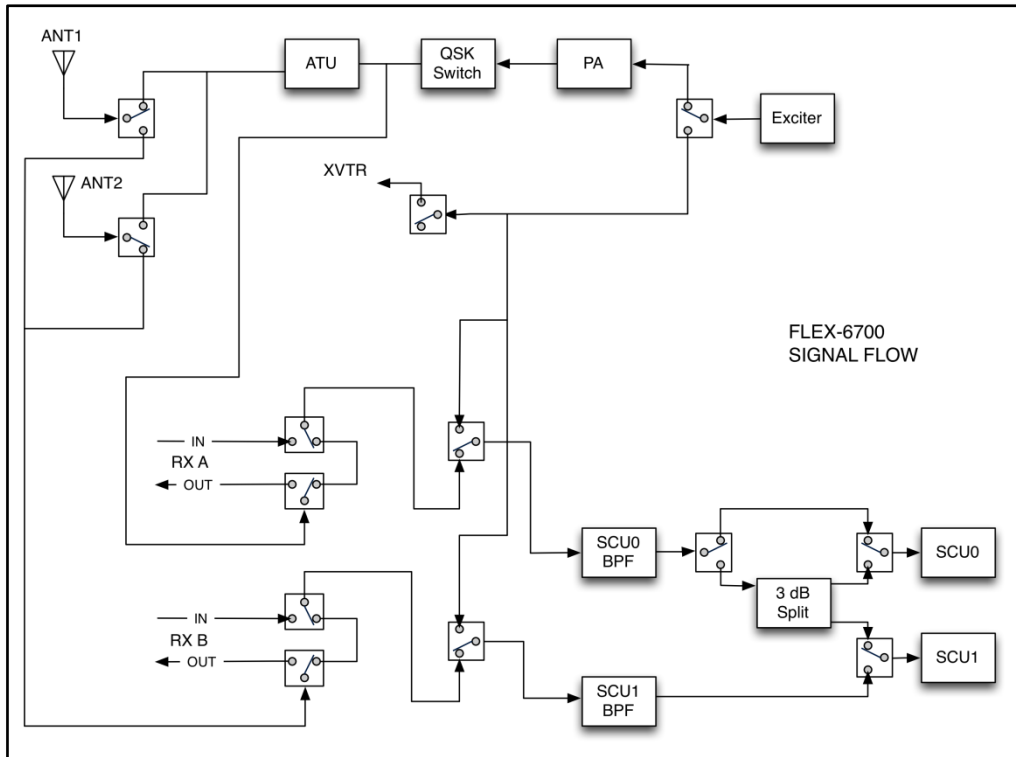 ANT1
ATU
QSK
Switch
PA
Exciter
ANT2
XVTR
FLEX-6700
SIGNAL FLOW
IN
RX A
OUT
SCU0
BPF
SCU0
3 dB
Split
IN
RX B
OUT
SCU1
SCU1
BPF